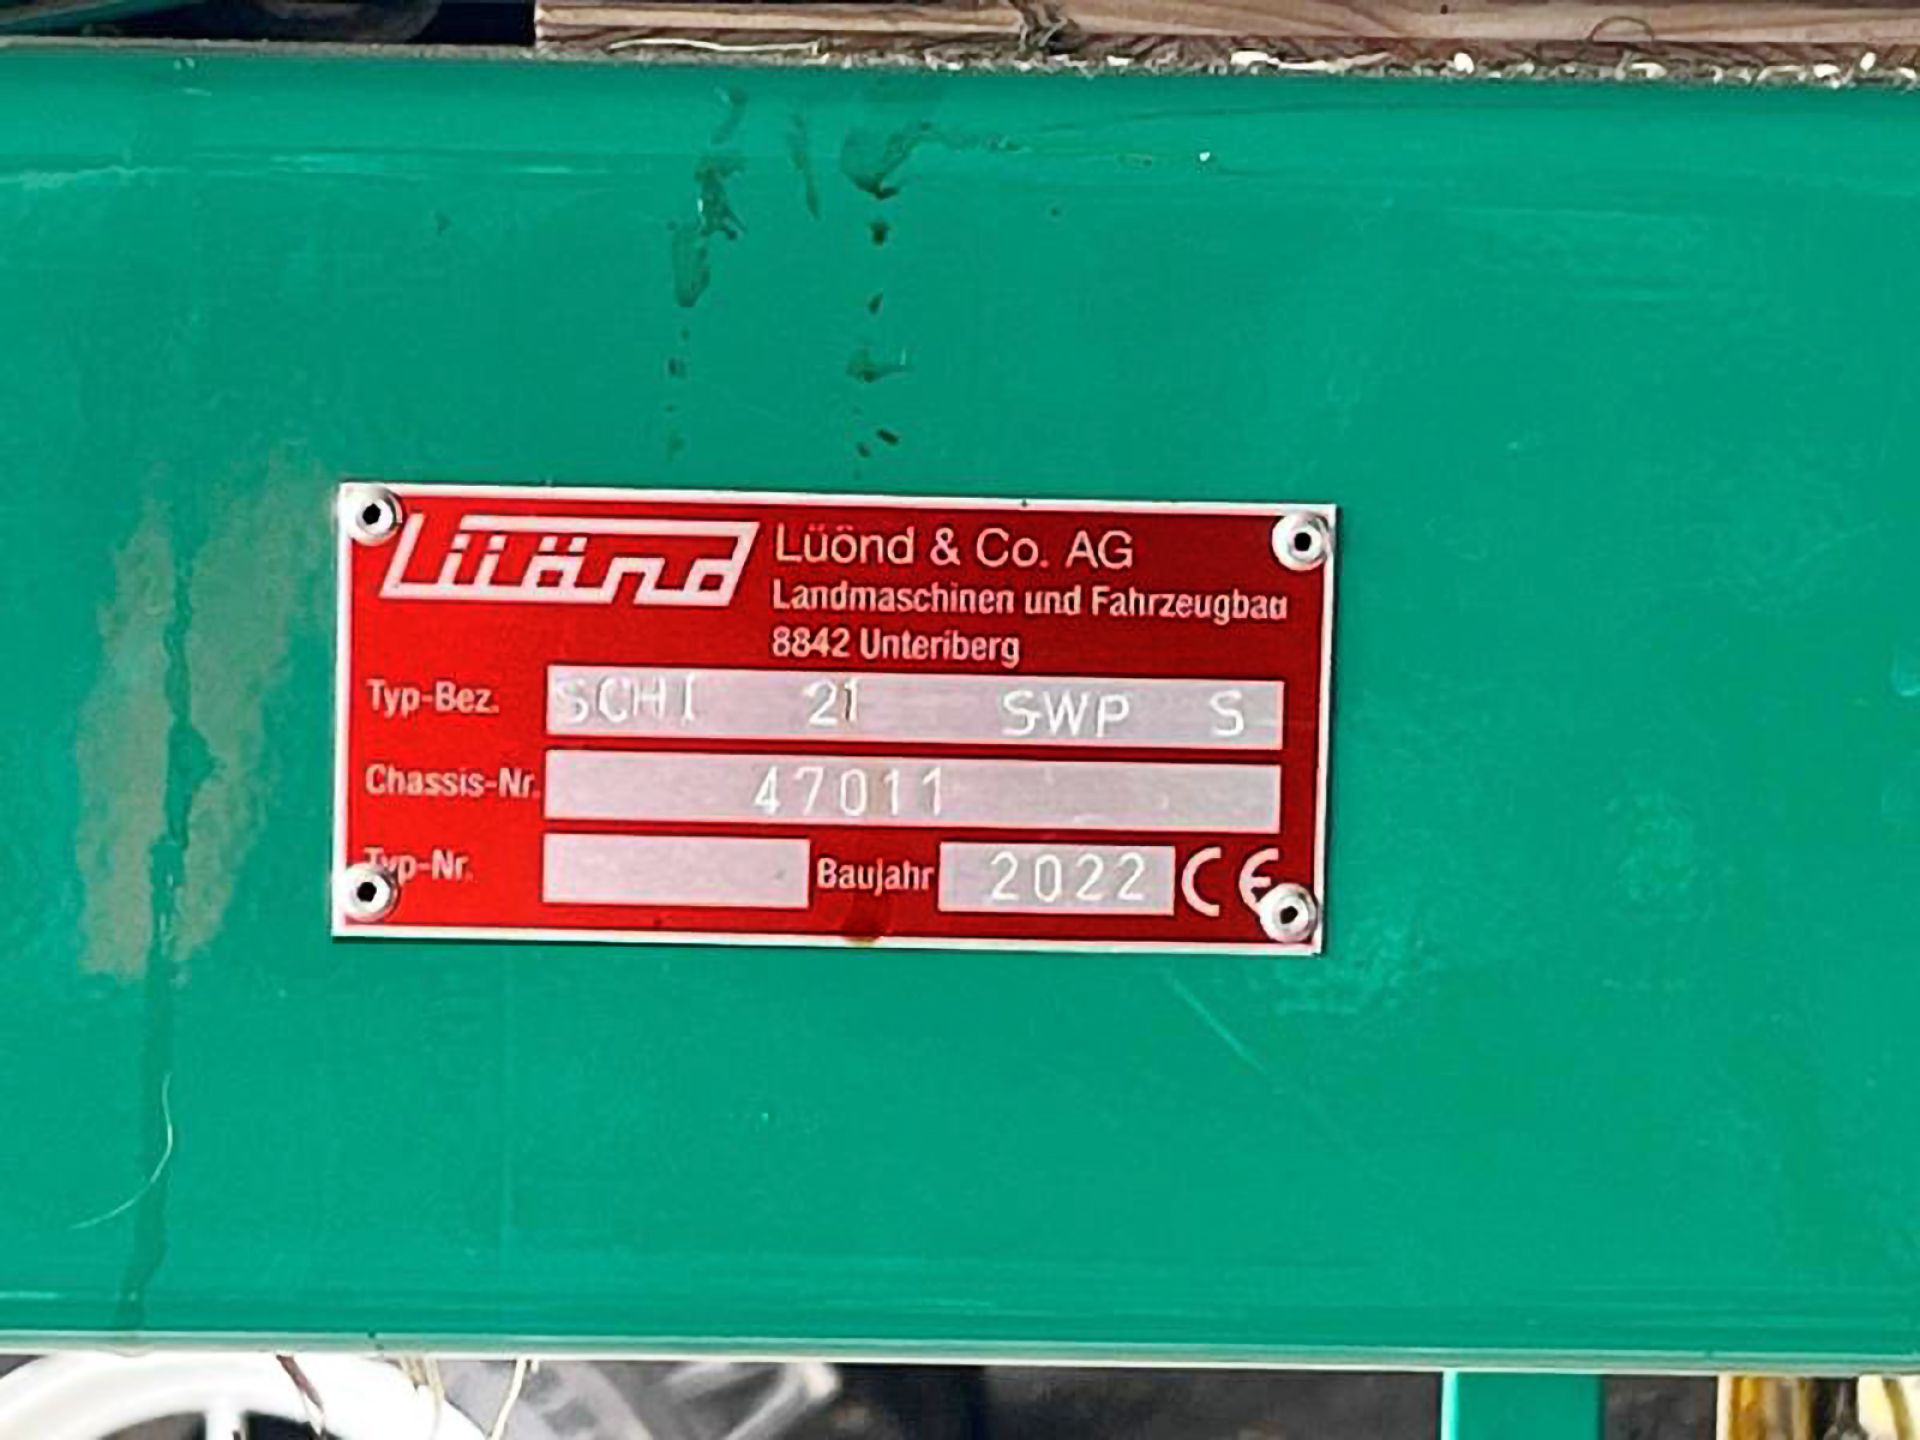 Lüönd
Lüönd & Co. AG
Landmaschinen und Fahrzeugbau
8842 Unteriberg
Typ-Bez. SCHI 21 SWP S
Chassis-Nr. 47011
Typ-Nr. Baujahr 2022 CE